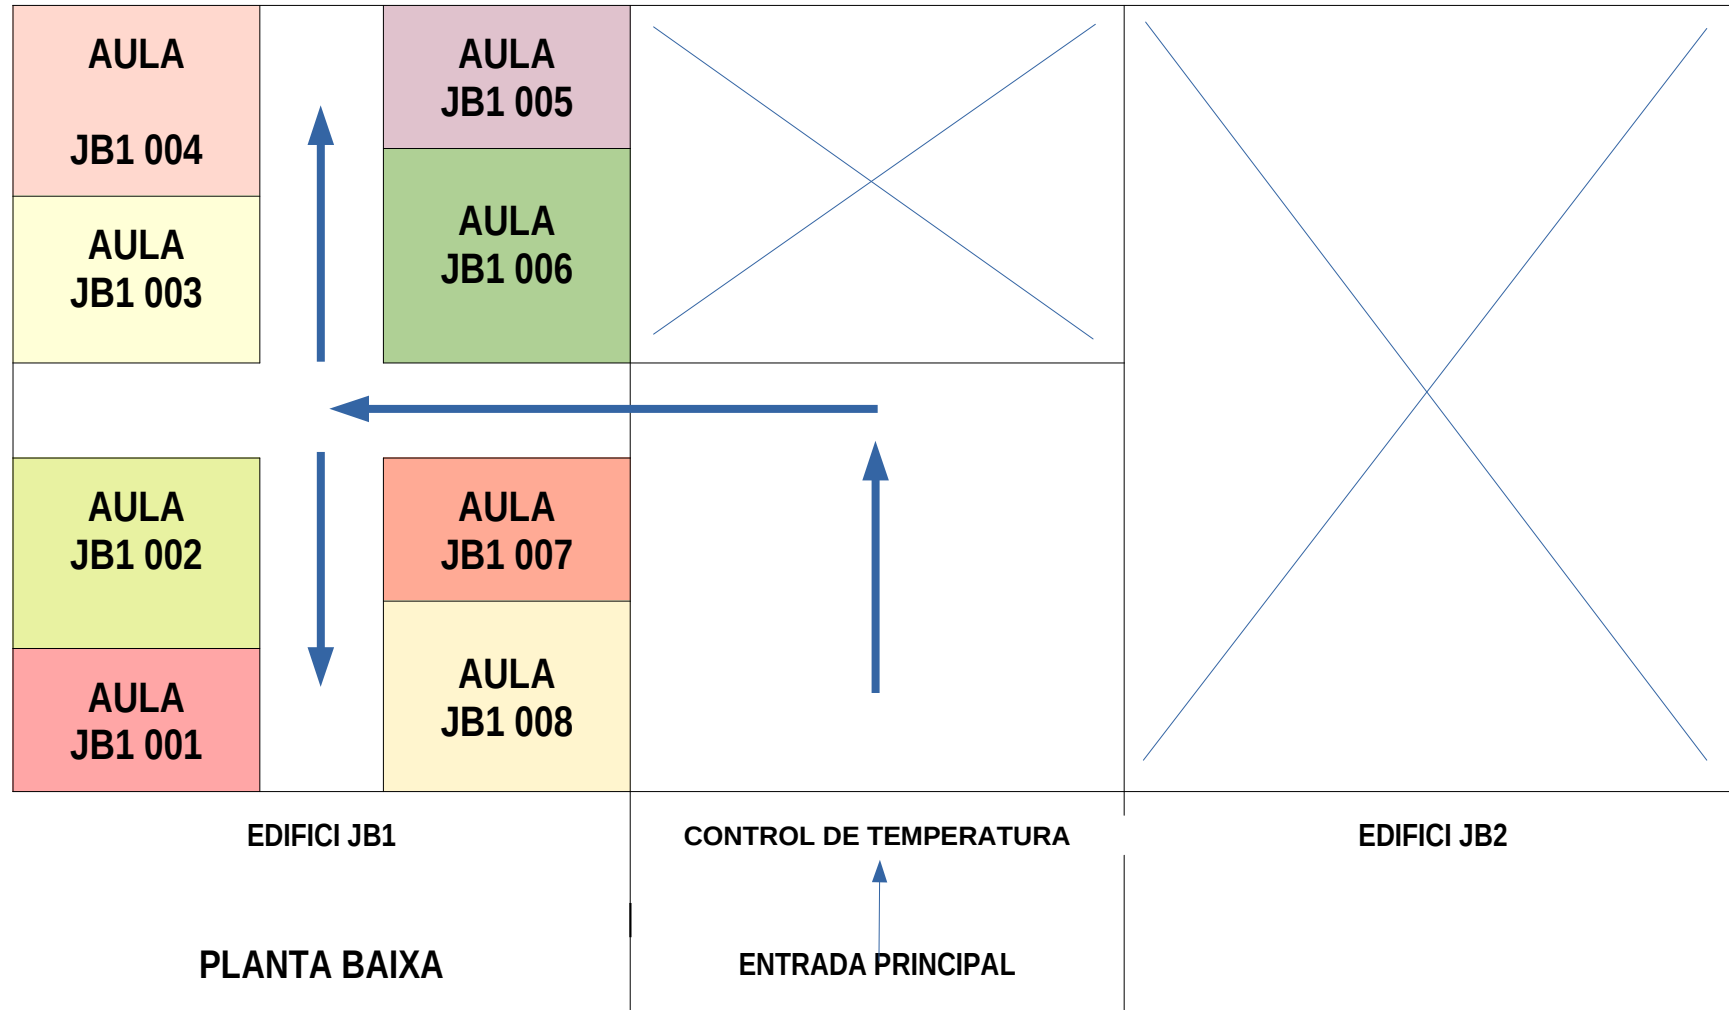 AULA
JB1 004
AULA
JB1 005
AULA
JB1 003
AULA
JB1 006
AULA
JB1 002
AULA
JB1 007
AULA
JB1 001
AULA
JB1 008
EDIFICI JB1
CONTROL DE TEMPERATURA
EDIFICI JB2
PLANTA BAIXA
ENTRADA PRINCIPAL